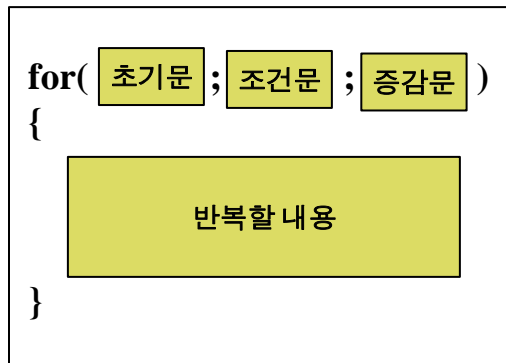 for( 초기문 ; 조건문 ; 증감문 )
{
반복할 내용
}